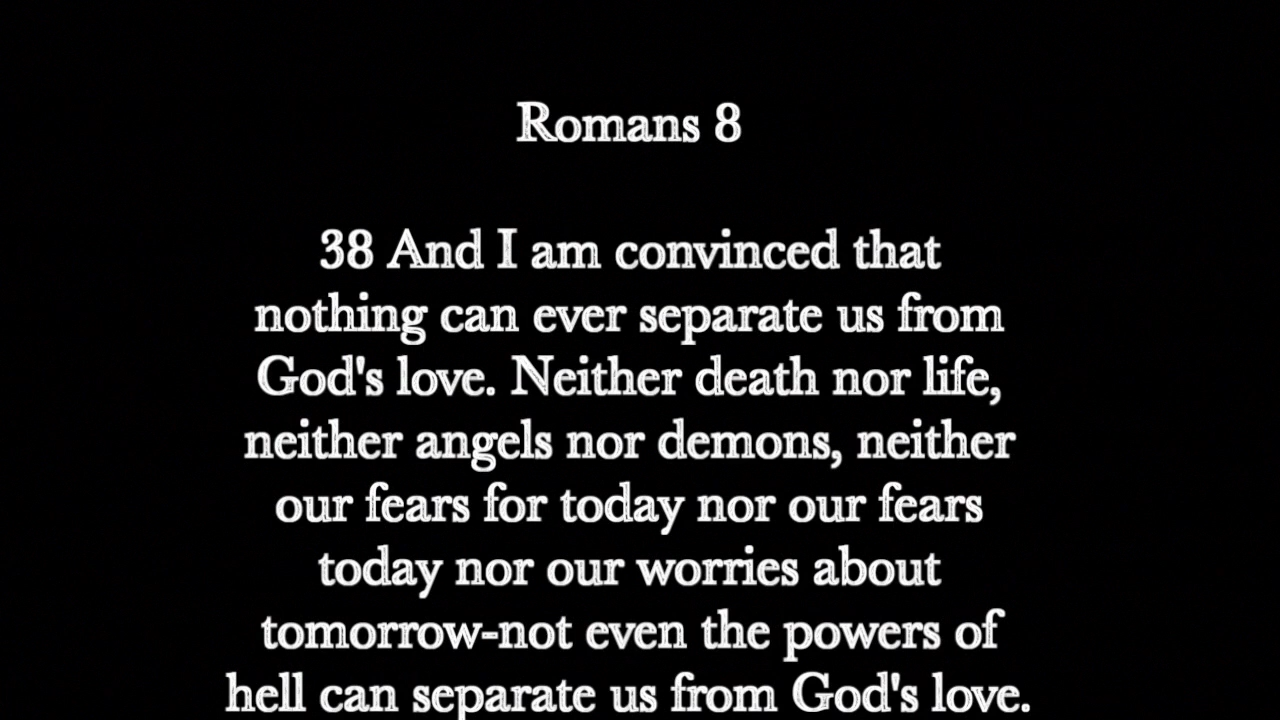 Romans 8
38 And I am convinced that
nothing can ever separate us from
God's love. Neither death nor life,
neither angels nor demons, neither
our fears for today nor our fears
today nor our worries about
tomorrow-not even the powers of
hell can separate us from God's love.